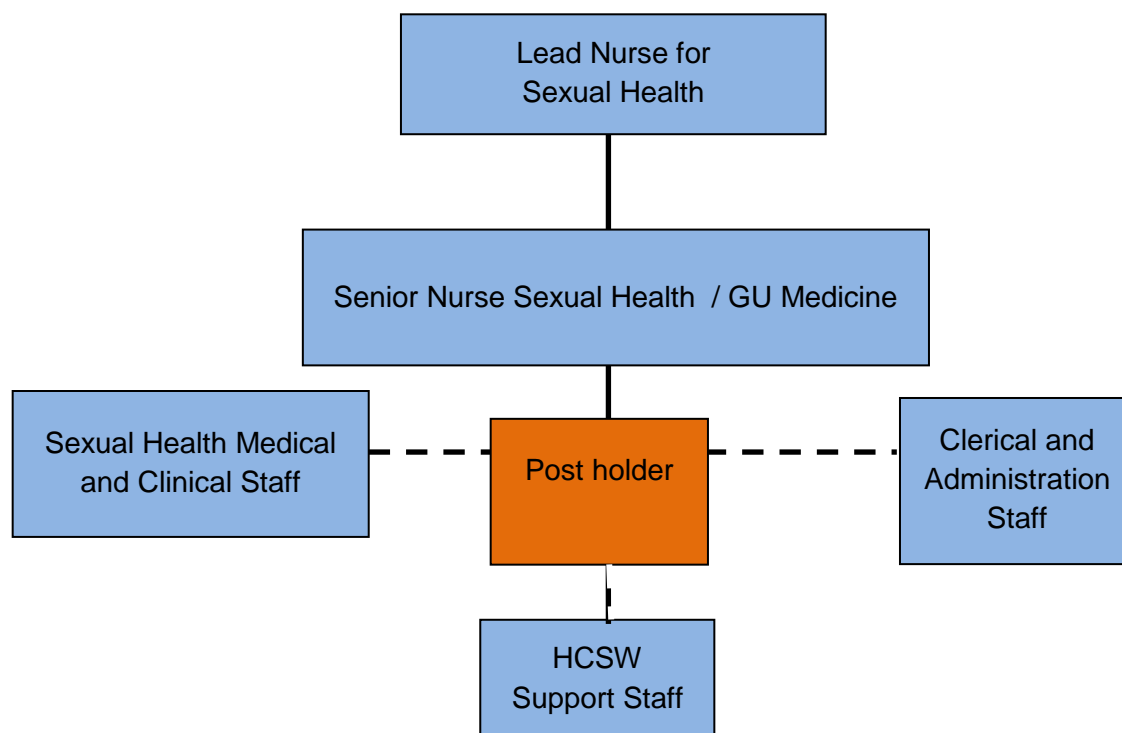 Lead Nurse for
Sexual Health
Senior Nurse Sexual Health / GU Medicine
Sexual Health Medical
and Clinical Staff
Post holder
Clerical and
Administration
Staff
HCSW
Support Staff